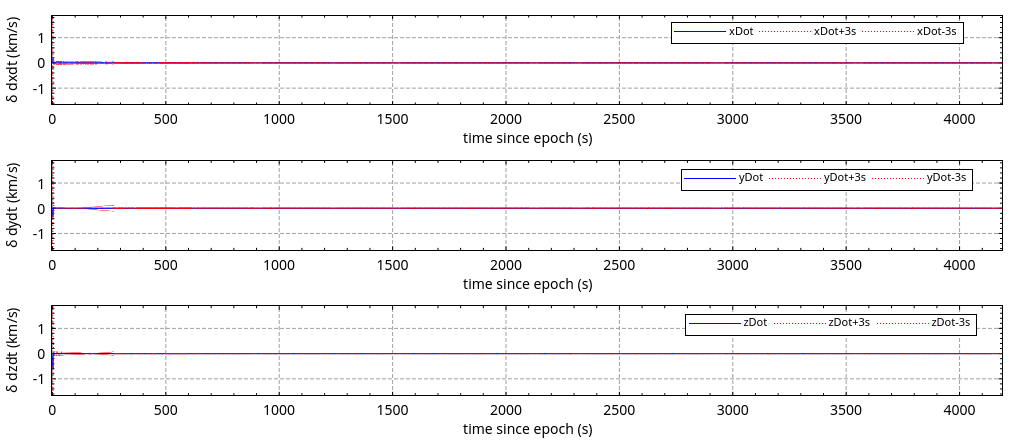 δ dxdt (km/s)
1
0
-1
xDot xDot+3s xDot-3s
0 500 1000 1500 2000 2500 3000 3500 4000
time since epoch (s)
δ dydt (km/s)
1
0
-1
yDot yDot+3s yDot-3s
0 500 1000 1500 2000 2500 3000 3500 4000
time since epoch (s)
δ dzdt (km/s)
1
0
-1
zDot zDot+3s zDot-3s
0 500 1000 1500 2000 2500 3000 3500 4000
time since epoch (s)